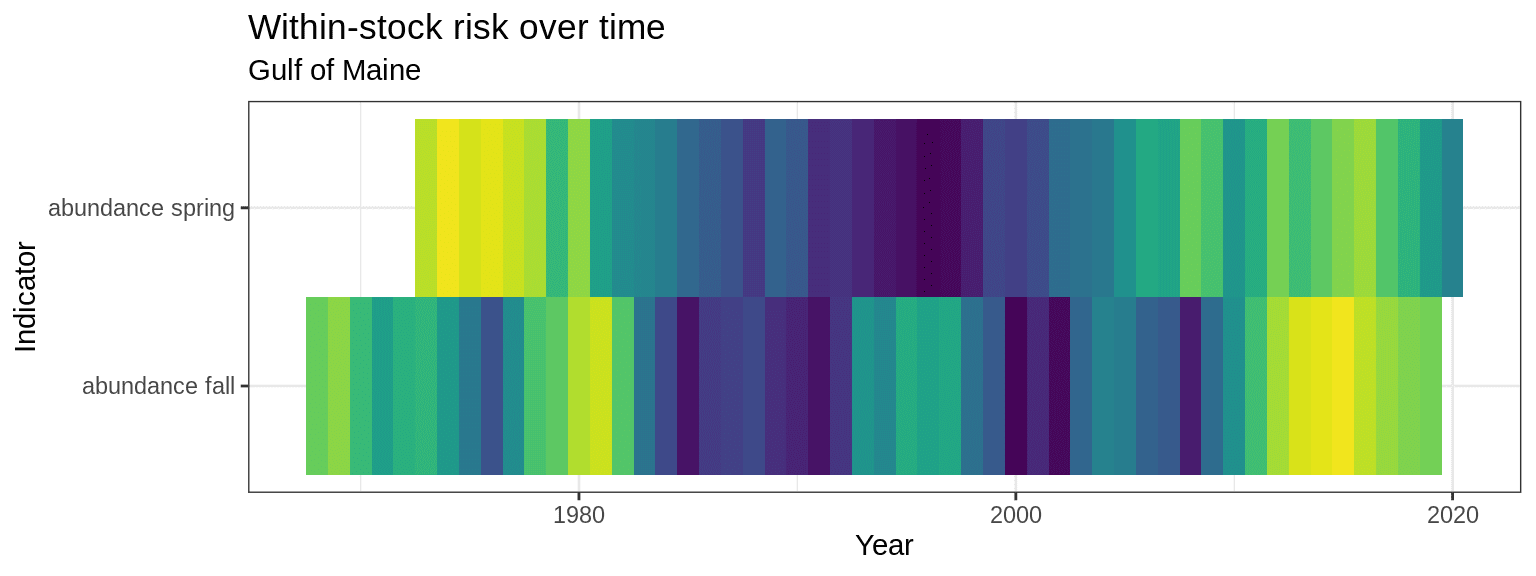 Within-stock risk over time
Gulf of Maine
Indicator
abundance spring
abundance fall
1980 2000 2020
Year